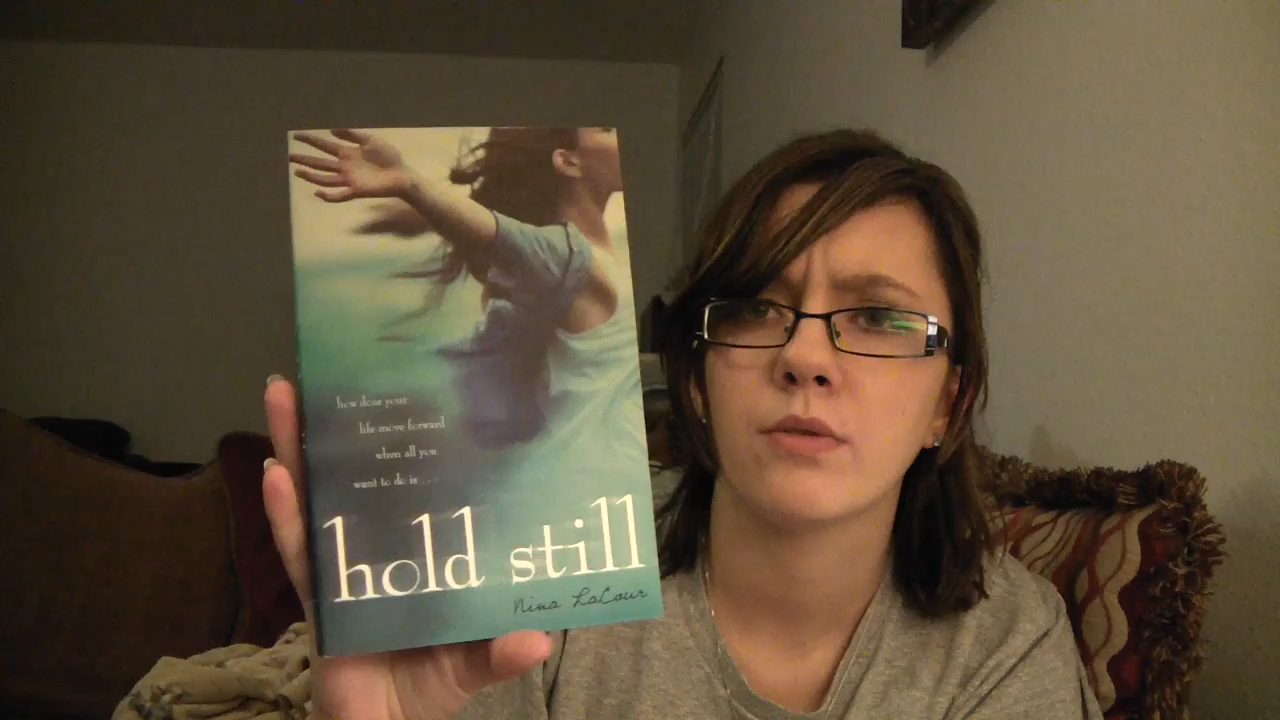 how does your
life move forward
when all you
want to do is...
hold still
Nina LaCour